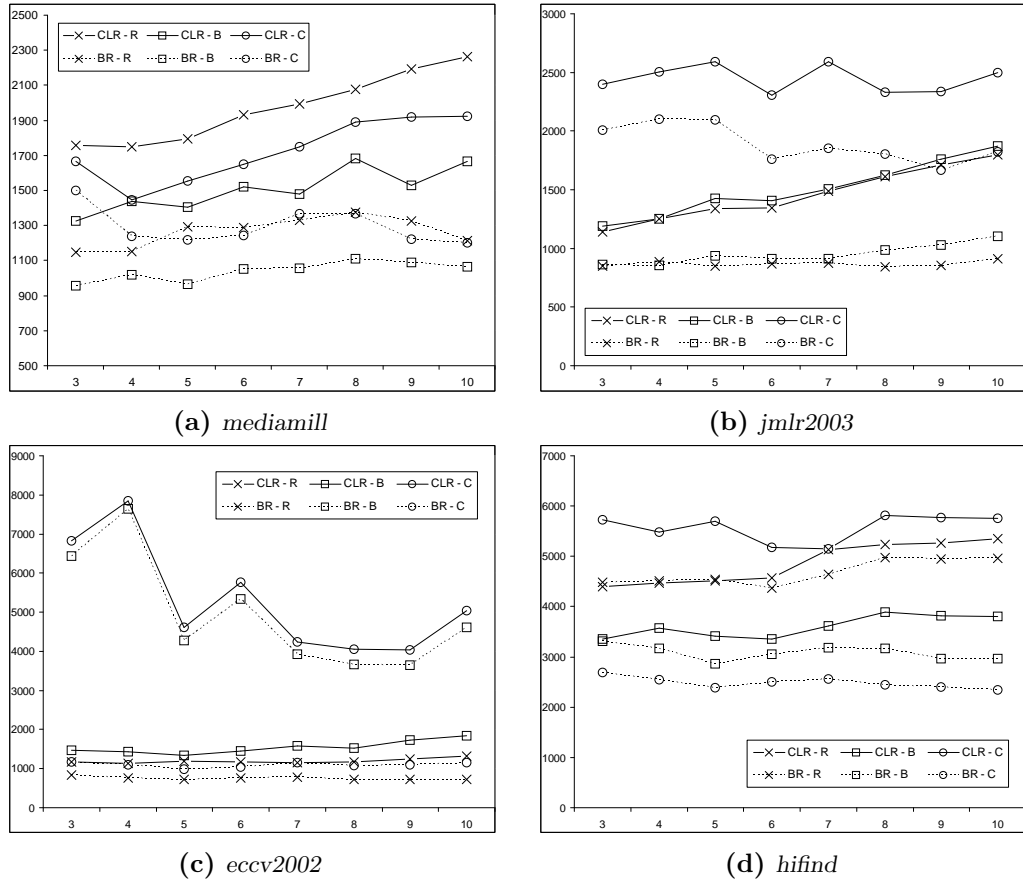 2500
2300
2100
1900
1700
1500
1300
1100
900
700
500
CLR - R CLR - B CLR - C
BR - R BR - B BR - C
3 4 5 6 7 8 9 10
(a) mediamill
3000
2500
2000
1500
1000
500
0
CLR - R CLR - B CLR - C
BR - R BR - B BR - C
3 4 5 6 7 8 9 10
(b) jmlr2003
9000
8000
7000
6000
5000
4000
3000
2000
1000
0
CLR - R CLR - B CLR - C
BR - R BR - B BR - C
3 4 5 6 7 8 9 10
(c) eccv2002
7000
6000
5000
4000
3000
2000
1000
0
CLR - R CLR - B CLR - C
BR - R BR - B BR - C
3 4 5 6 7 8 9 10
(d) hifind